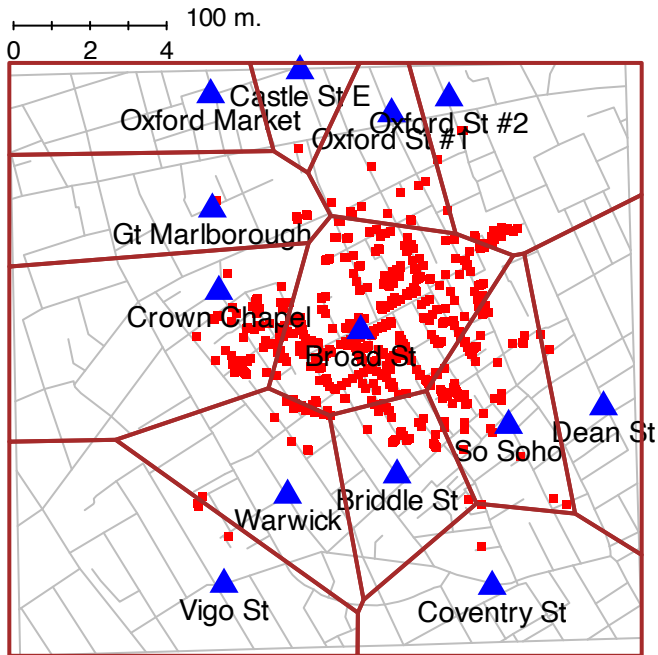 100 m.
0 2 4
Castle St E
Oxford Market
Oxford St #2
Oxford St #1
Gt Marlborough
Crown Chapel
Broad St
Dean St
So Soho
Briddle St
Warwick
Vigo St
Coventry St